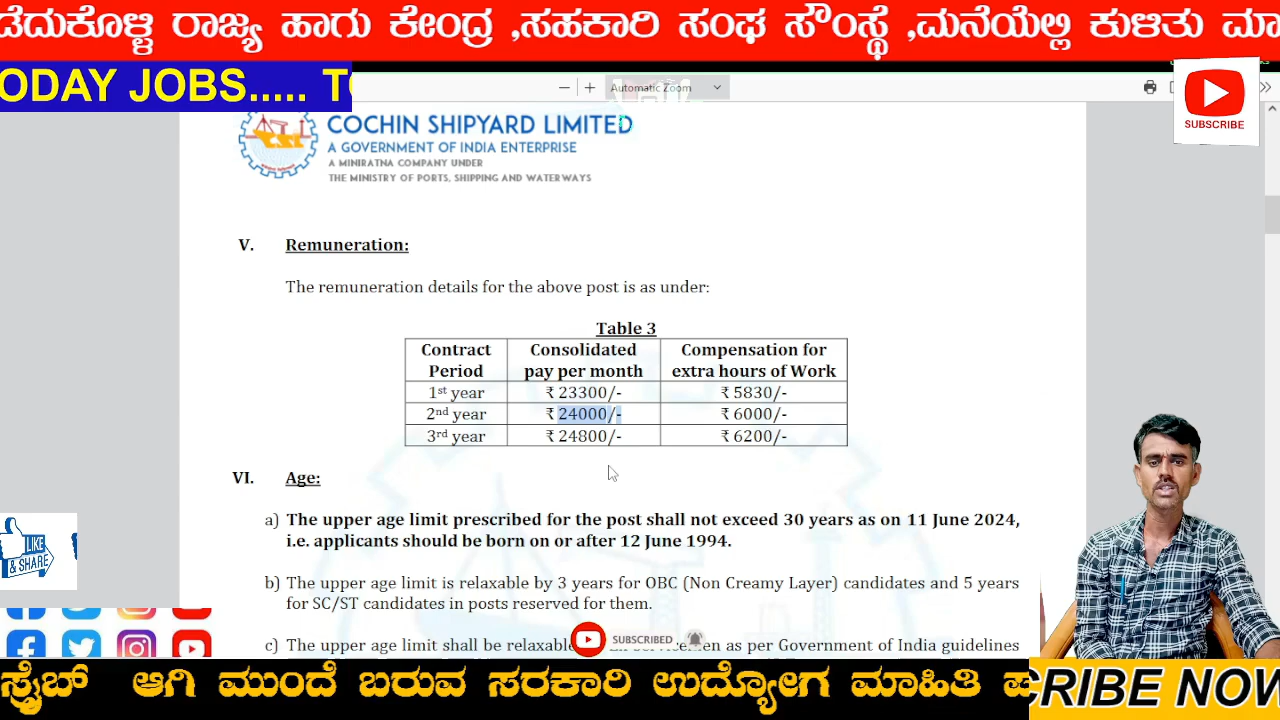 ಡೆದುಕೊಳ್ಳಿ ರಾಜ್ಯ ಹಾಗು ಕೇಂದ್ರ ,ಸಹಕಾರಿ ಸಂಘ ಸೌಂಸ್ಥೆ ,ಮನೆಯಲ್ಲಿ ಕುಳಿತು ಮಾ
ODAY JOBS..... T
Automatic Zoom
SUBSCRIBE
COCHIN SHIPYARD LIMITED
A GOVERNMENT OF INDIA ENTERPRISE
A MINIRATNA COMPANY UNDER
THE MINISTRY OF PORTS, SHIPPING AND WATERWAYS
V. Remuneration:
The remuneration details for the above post is as under:
Table 3
Contract Period Consolidated pay per month Compensation for extra hours of Work
1st year ₹ 23300/- ₹ 5830/-
2nd year ₹ 24000/- ₹ 6000/-
3rd year ₹ 24800/- ₹ 6200/-
VI. Age:
a) The upper age limit prescribed for the post shall not exceed 30 years as on 11 June 2024,
i.e. applicants should be born on or after 12 June 1994.
LIKE
& SHARE
b) The upper age limit is relaxable by 3 years for OBC (Non Creamy Layer) candidates and 5 years
for SC/ST candidates in posts reserved for them.
c) The upper age limit shall be relaxable as per Government of India guidelines
SUBSCRIBED
ಸ್ಕ್ರೈಬ್ ಆಗಿ ಮುಂದೆ ಬರುವ ಸರಕಾರಿ ಉದ್ಯೋಗ ಮಾಹಿತಿ
CRIBE NOW